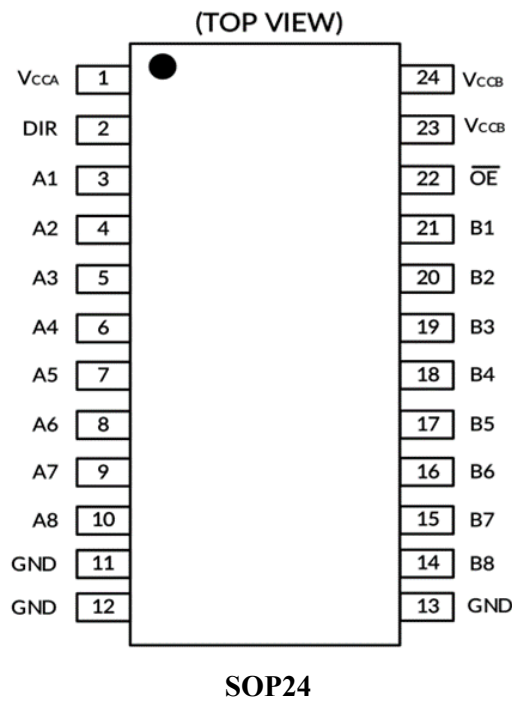 (TOP VIEW)
VCCA 1 24 VCCB
DIR 2 23 VCCB
A1 3 22 OE
A2 4 21 B1
A3 5 20 B2
A4 6 19 B3
A5 7 18 B4
A6 8 17 B5
A7 9 16 B6
A8 10 15 B7
GND 11 14 B8
GND 12 13 GND
SOP24